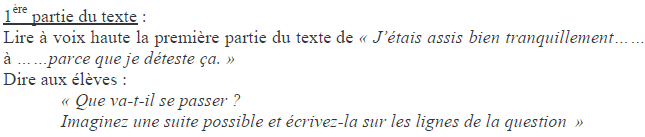 1ère partie du texte :
Lire à voix haute la première partie du texte de « J'étais assis bien tranquillement……
à ……parce que je déteste ça. »
Dire aux élèves :
« Que va-t-il se passer ?
Imaginez une suite possible et écrivez-la sur les lignes de la question »